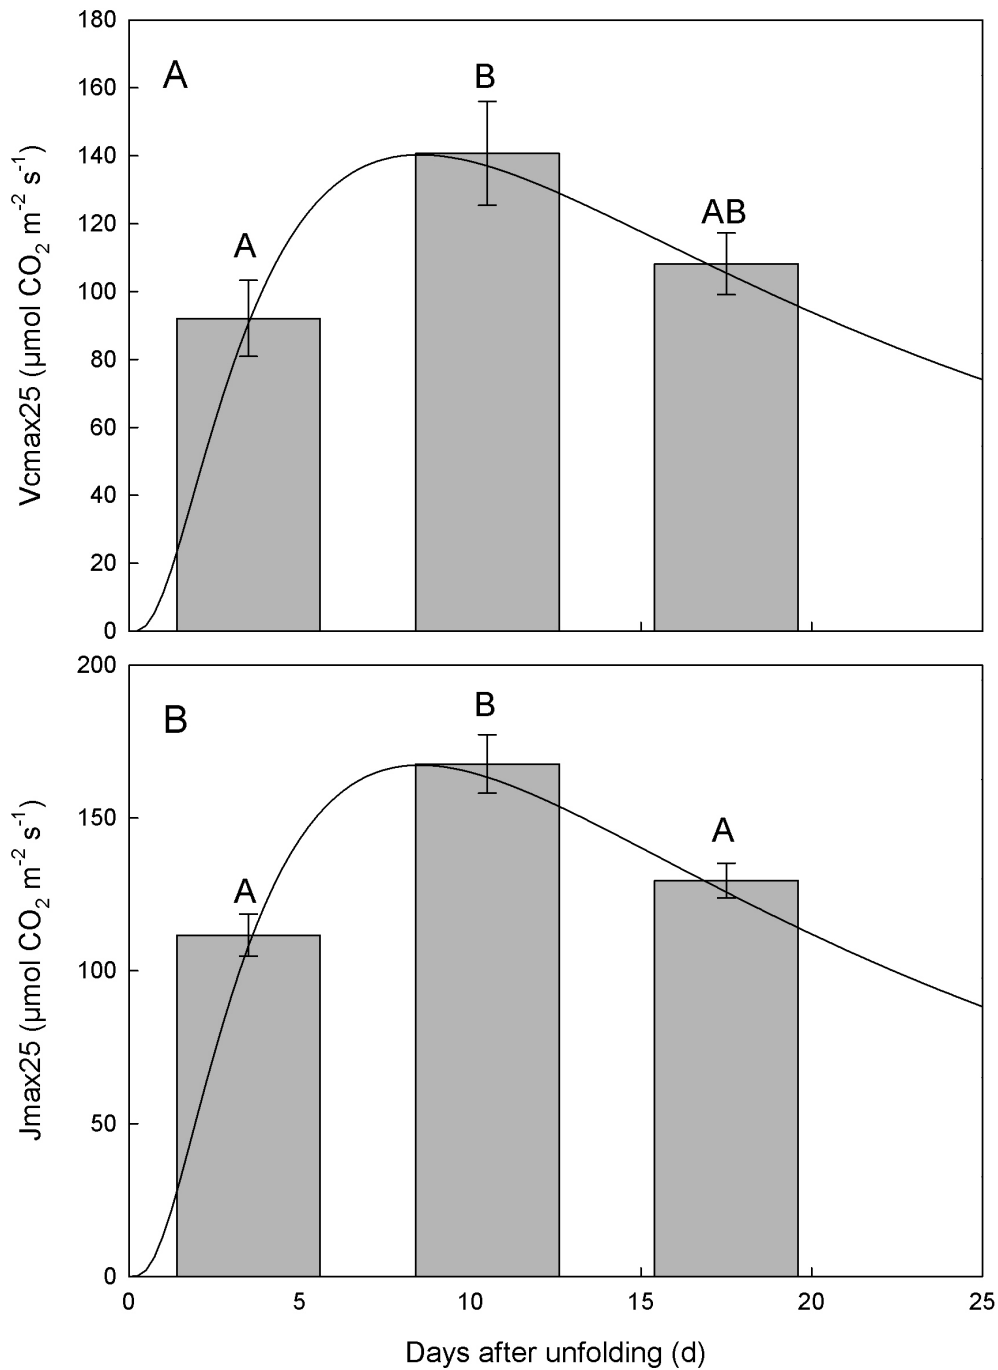 180
160
140
120
100
80
60
40
20
0
Vcmax25 (µmol CO₂ m⁻² s⁻¹)
A
A
B
AB
200
150
100
50
0
Jmax25 (µmol CO₂ m⁻² s⁻¹)
B
A
B
A
0 5 10 15 20 25
Days after unfolding (d)